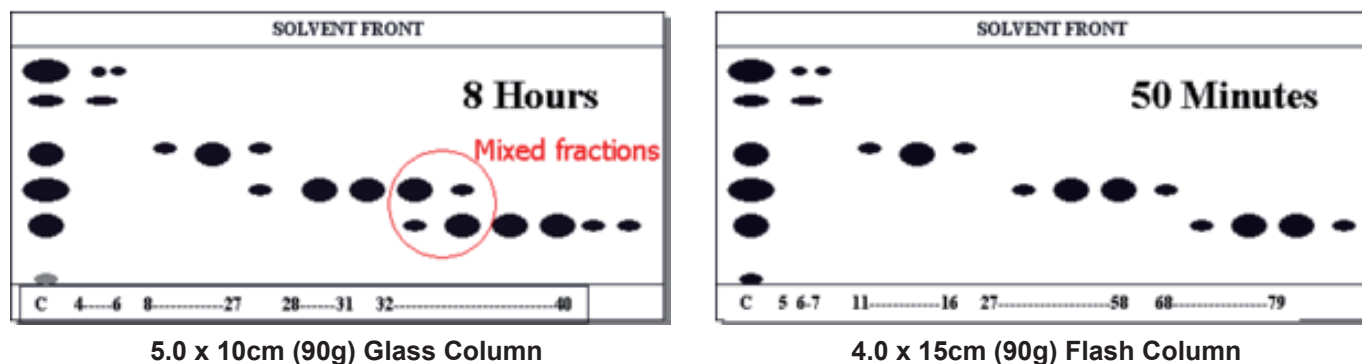 SOLVENT FRONT
8 Hours
Mixed fractions
C 4-----6 8------------27 28------31 32---------------------------40
5.0 x 10cm (90g) Glass Column
SOLVENT FRONT
50 Minutes
C 5 6-7 11------------16 27-------------------58 68----------------79
4.0 x 15cm (90g) Flash Column